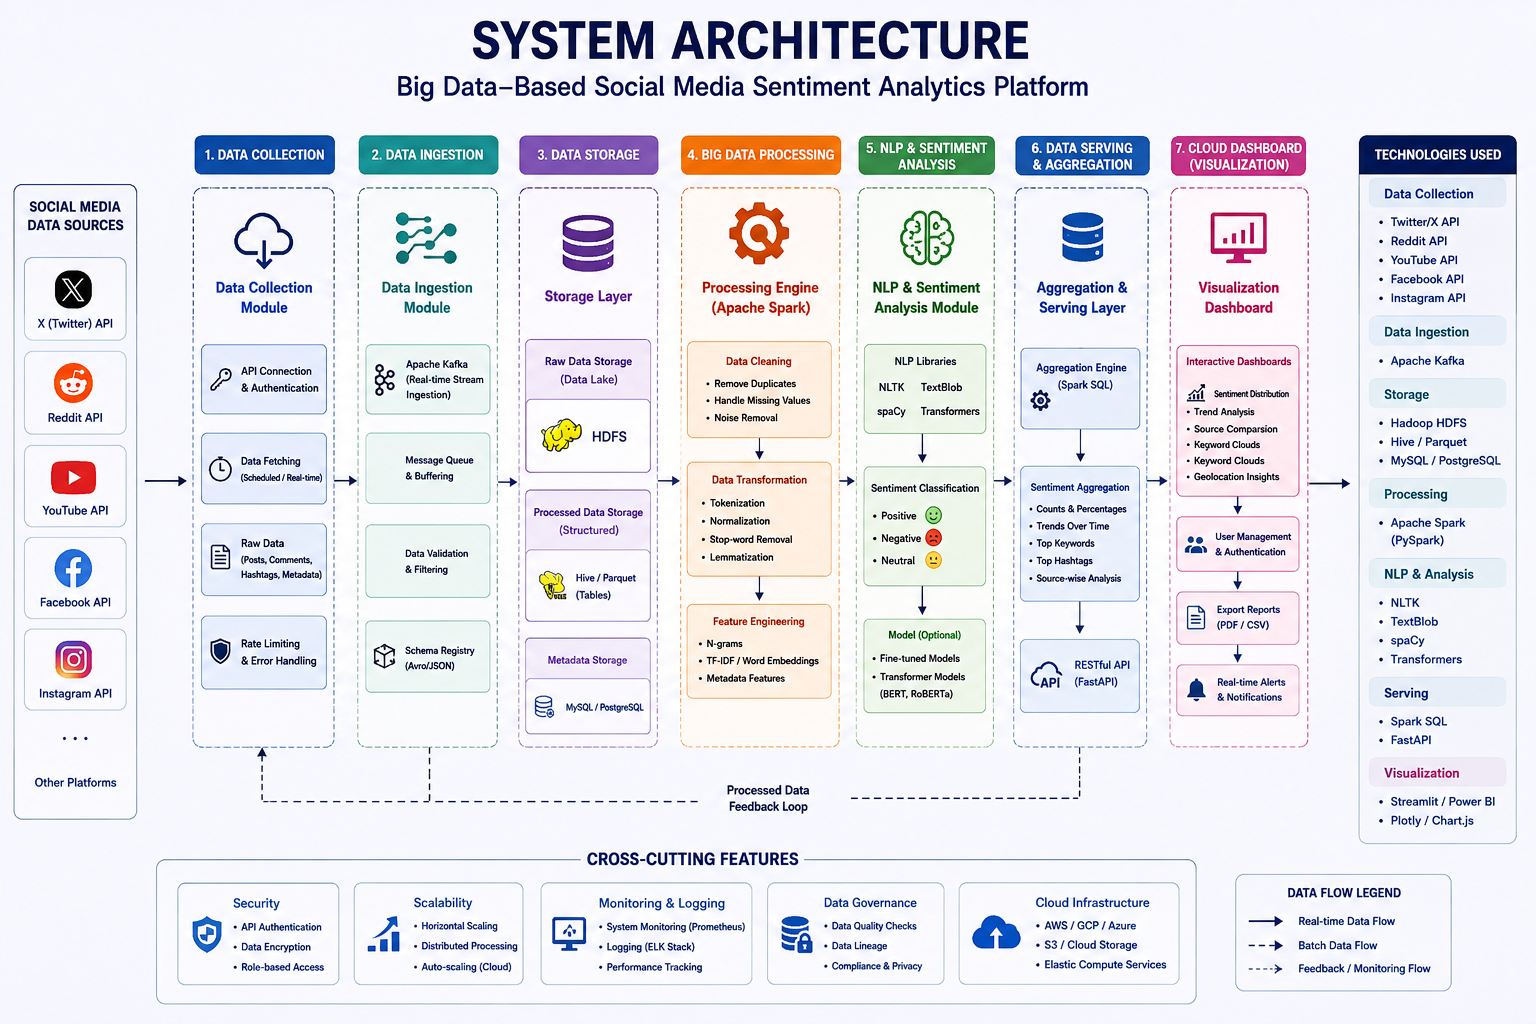 SYSTEM ARCHITECTURE
Big Data–Based Social Media Sentiment Analytics Platform
SOCIAL MEDIA
DATA SOURCES
X (Twitter) API
Reddit API
YouTube API
Facebook API
Instagram API
...
Other Platforms
1. DATA COLLECTION
Data Collection
Module
API Connection
& Authentication
Data Fetching
(Scheduled / Real-time)
Raw Data
(Posts, Comments,
Hashtags, Metadata)
Rate Limiting
& Error Handling
2. DATA INGESTION
Data Ingestion
Module
Apache Kafka
(Real-time Stream
Ingestion)
Message Queue
& Buffering
Data Validation
& Filtering
Schema Registry
(Avro/JSON)
3. DATA STORAGE
Storage Layer
Raw Data Storage
(Data Lake)
HDFS
Processed Data Storage
(Structured)
Hive / Parquet
(Tables)
Metadata Storage
MySQL / PostgreSQL
4. BIG DATA PROCESSING
Processing Engine
(Apache Spark)
Data Cleaning
• Remove Duplicates
• Handle Missing Values
• Noise Removal
Data Transformation
• Tokenization
• Normalization
• Stop-word Removal
• Lemmatization
Feature Engineering
• N-grams
• TF-IDF / Word Embeddings
• Metadata Features
5. NLP & SENTIMENT
ANALYSIS
NLP & Sentiment
Analysis Module
NLP Libraries
NLTK TextBlob
spaCy Transformers
Sentiment Classification
• Positive
• Negative
• Neutral
Model (Optional)
• Fine-tuned Models
• Transformer Models
(BERT, RoBERTa)
6. DATA SERVING
& AGGREGATION
Aggregation &
Serving Layer
Aggregation Engine
(Spark SQL)
Sentiment Aggregation
• Counts & Percentages
• Trends Over Time
• Top Keywords
• Top Hashtags
• Source-wise Analysis
RESTful API
(FastAPI)
API
7. CLOUD DASHBOARD
(VISUALIZATION)
Visualization
Dashboard
Interactive Dashboards
Sentiment Distribution
• Trend Analysis
• Source Comparsion
• Keyword Clouds
• Keyword Clouds
• Geolocation Insights
User Management
& Authentication
Export Reports
(PDF / CSV)
Real-time Alerts
& Notifications
Processed Data
Feedback Loop
TECHNOLOGIES USED
Data Collection
• Twitter/X API
• Reddit API
• YouTube API
• Facebook API
• Instagram API
Data Ingestion
• Apache Kafka
Storage
• Hadoop HDFS
• Hive / Parquet
• MySQL / PostgreSQL
Processing
• Apache Spark
(PySpark)
NLP & Analysis
• NLTK
• TextBlob
• spaCy
• Transformers
Serving
• Spark SQL
• FastAPI
Visualization
• Streamlit / Power BI
• Plotly / Chart.js
CROSS-CUTTING FEATURES
Security
• API Authentication
• Data Encryption
• Role-based Access
Scalability
• Horizontal Scaling
• Distributed Processing
• Auto-scaling (Cloud)
Monitoring & Logging
• System Monitoring (Prometheus)
• Logging (ELK Stack)
• Performance Tracking
Data Governance
• Data Quality Checks
• Data Lineage
• Compliance & Privacy
Cloud Infrastructure
• AWS / GCP / Azure
• S3 / Cloud Storage
• Elastic Compute Services
DATA FLOW LEGEND
Real-time Data Flow
Batch Data Flow
Feedback / Monitoring Flow